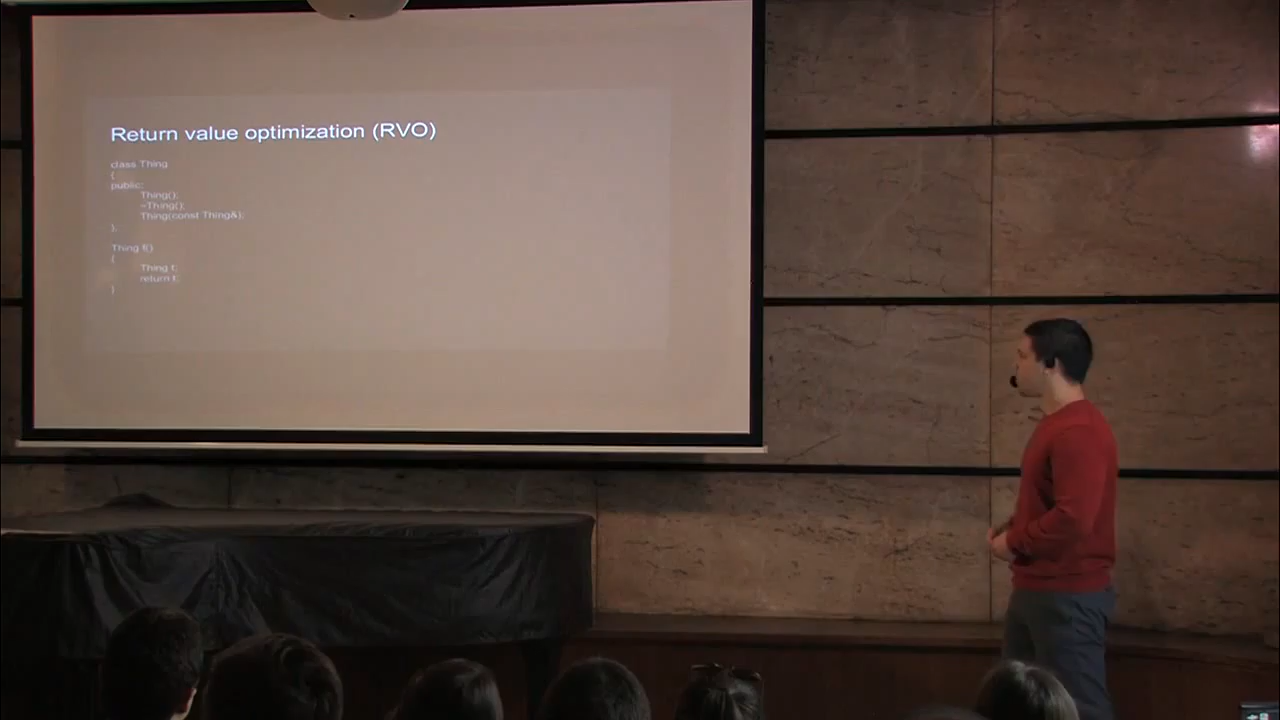 Return value optimization (RVO)
class Thing
{
public:
Thing();
~Thing();
Thing(const Thing&);
};
Thing f()
{
Thing t;
return t;
}